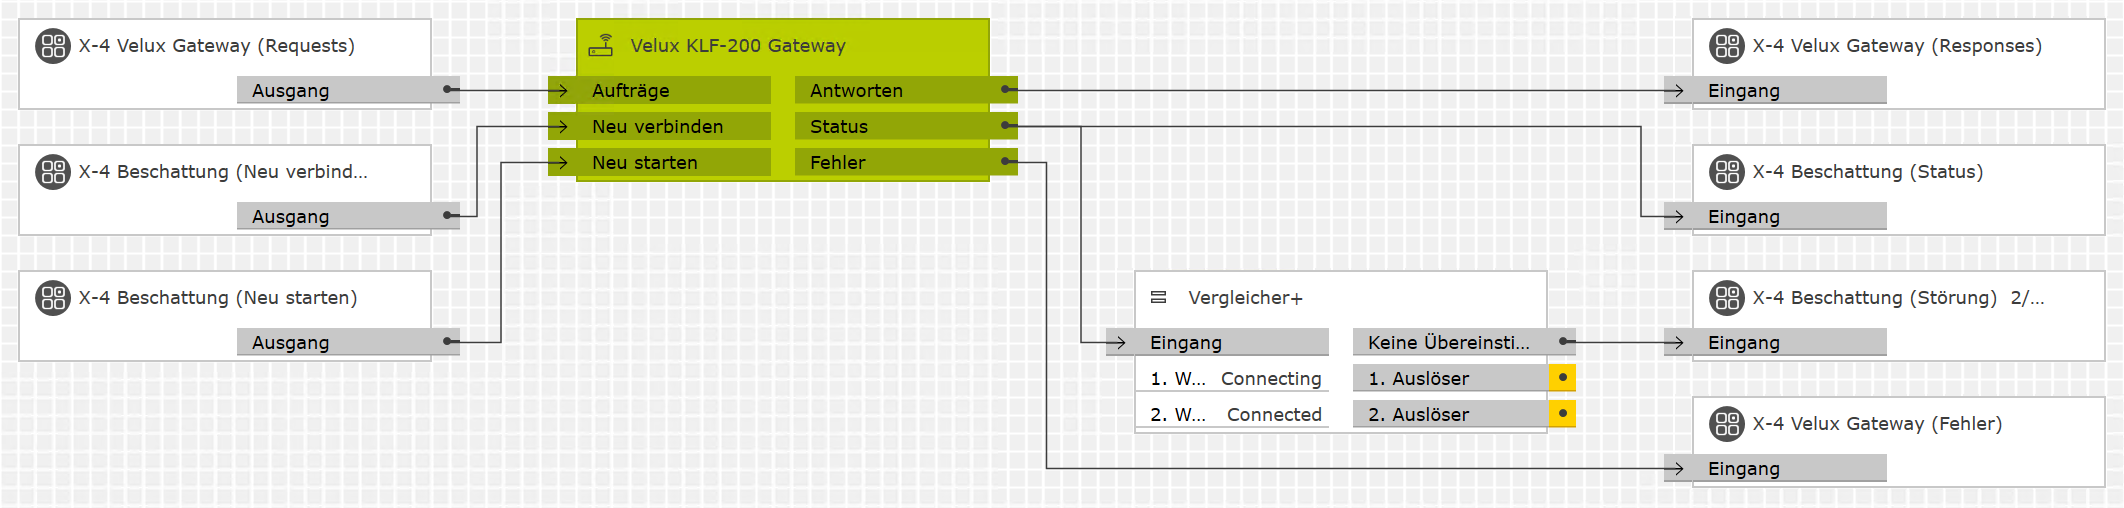 X-4 Velux Gateway (Requests)
Ausgang
X-4 Beschattung (Neu verbind...
Ausgang
X-4 Beschattung (Neu starten)
Ausgang
Velux KLF-200 Gateway
Aufträge
Antworten
Neu verbinden
Status
Neu starten
Fehler
Vergleicher+
Eingang
Keine Übereinsti...
1. W... Connecting
1. Auslöser
2. W... Connected
2. Auslöser
X-4 Velux Gateway (Responses)
Eingang
X-4 Beschattung (Status)
Eingang
X-4 Beschattung (Störung) 2/...
Eingang
X-4 Velux Gateway (Fehler)
Eingang